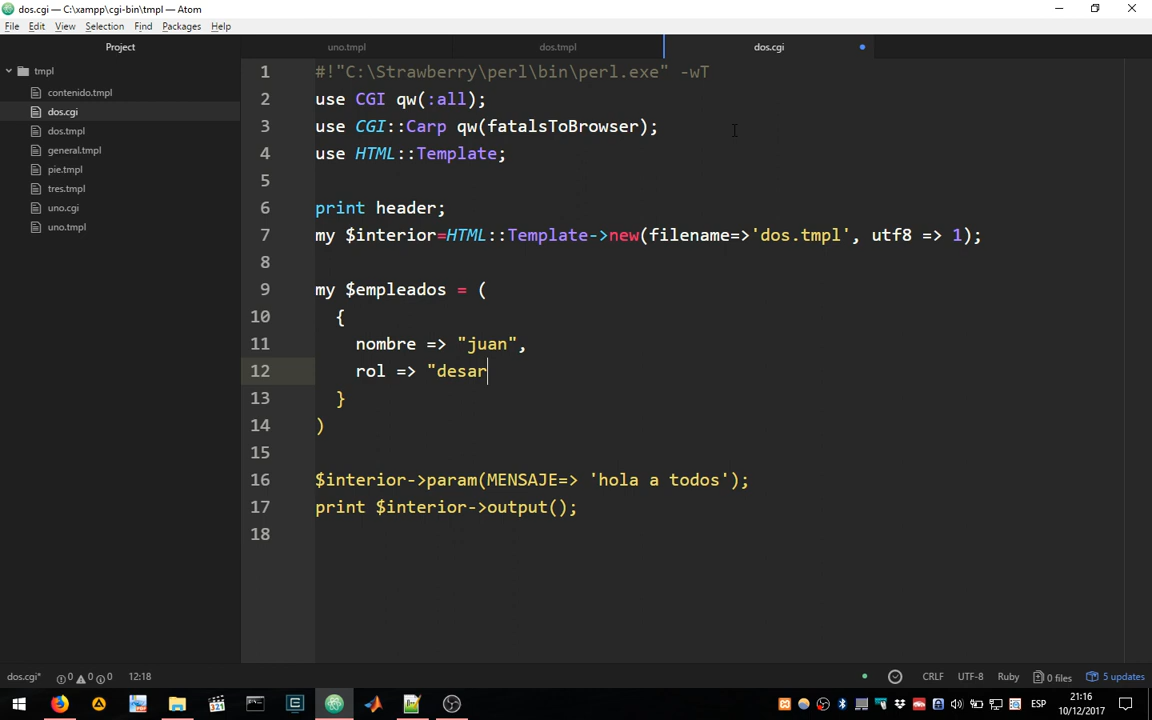 dos.cgi — C:\xampp\cgi-bin\tmpl — Atom
File Edit View Selection Find Packages Help
Project uno.tmpl dos.tmpl dos.cgi
tmpl
contenido.tmpl
dos.cgi
dos.tmpl
general.tmpl
pie.tmpl
tres.tmpl
uno.cgi
uno.tmpl
1 #!"C:\Strawberry\perl\bin\perl.exe" -wT
2 use CGI qw(:all);
3 use CGI::Carp qw(fatalsToBrowser);
4 use HTML::Template;
5
6 print header;
7 my $interior=HTML::Template->new(filename=>'dos.tmpl', utf8 => 1);
8
9 my $empleados = (
10 {
11 nombre => "juan",
12 rol => "desar
13 }
14 )
15
16 $interior->param(MENSAJE=> 'hola a todos');
17 print $interior->output();
18
dos.cgi* 0 0 0 12:18 CRLF UTF-8 Ruby 0 files 5 updates
321 ESP 21:16
10/12/2017